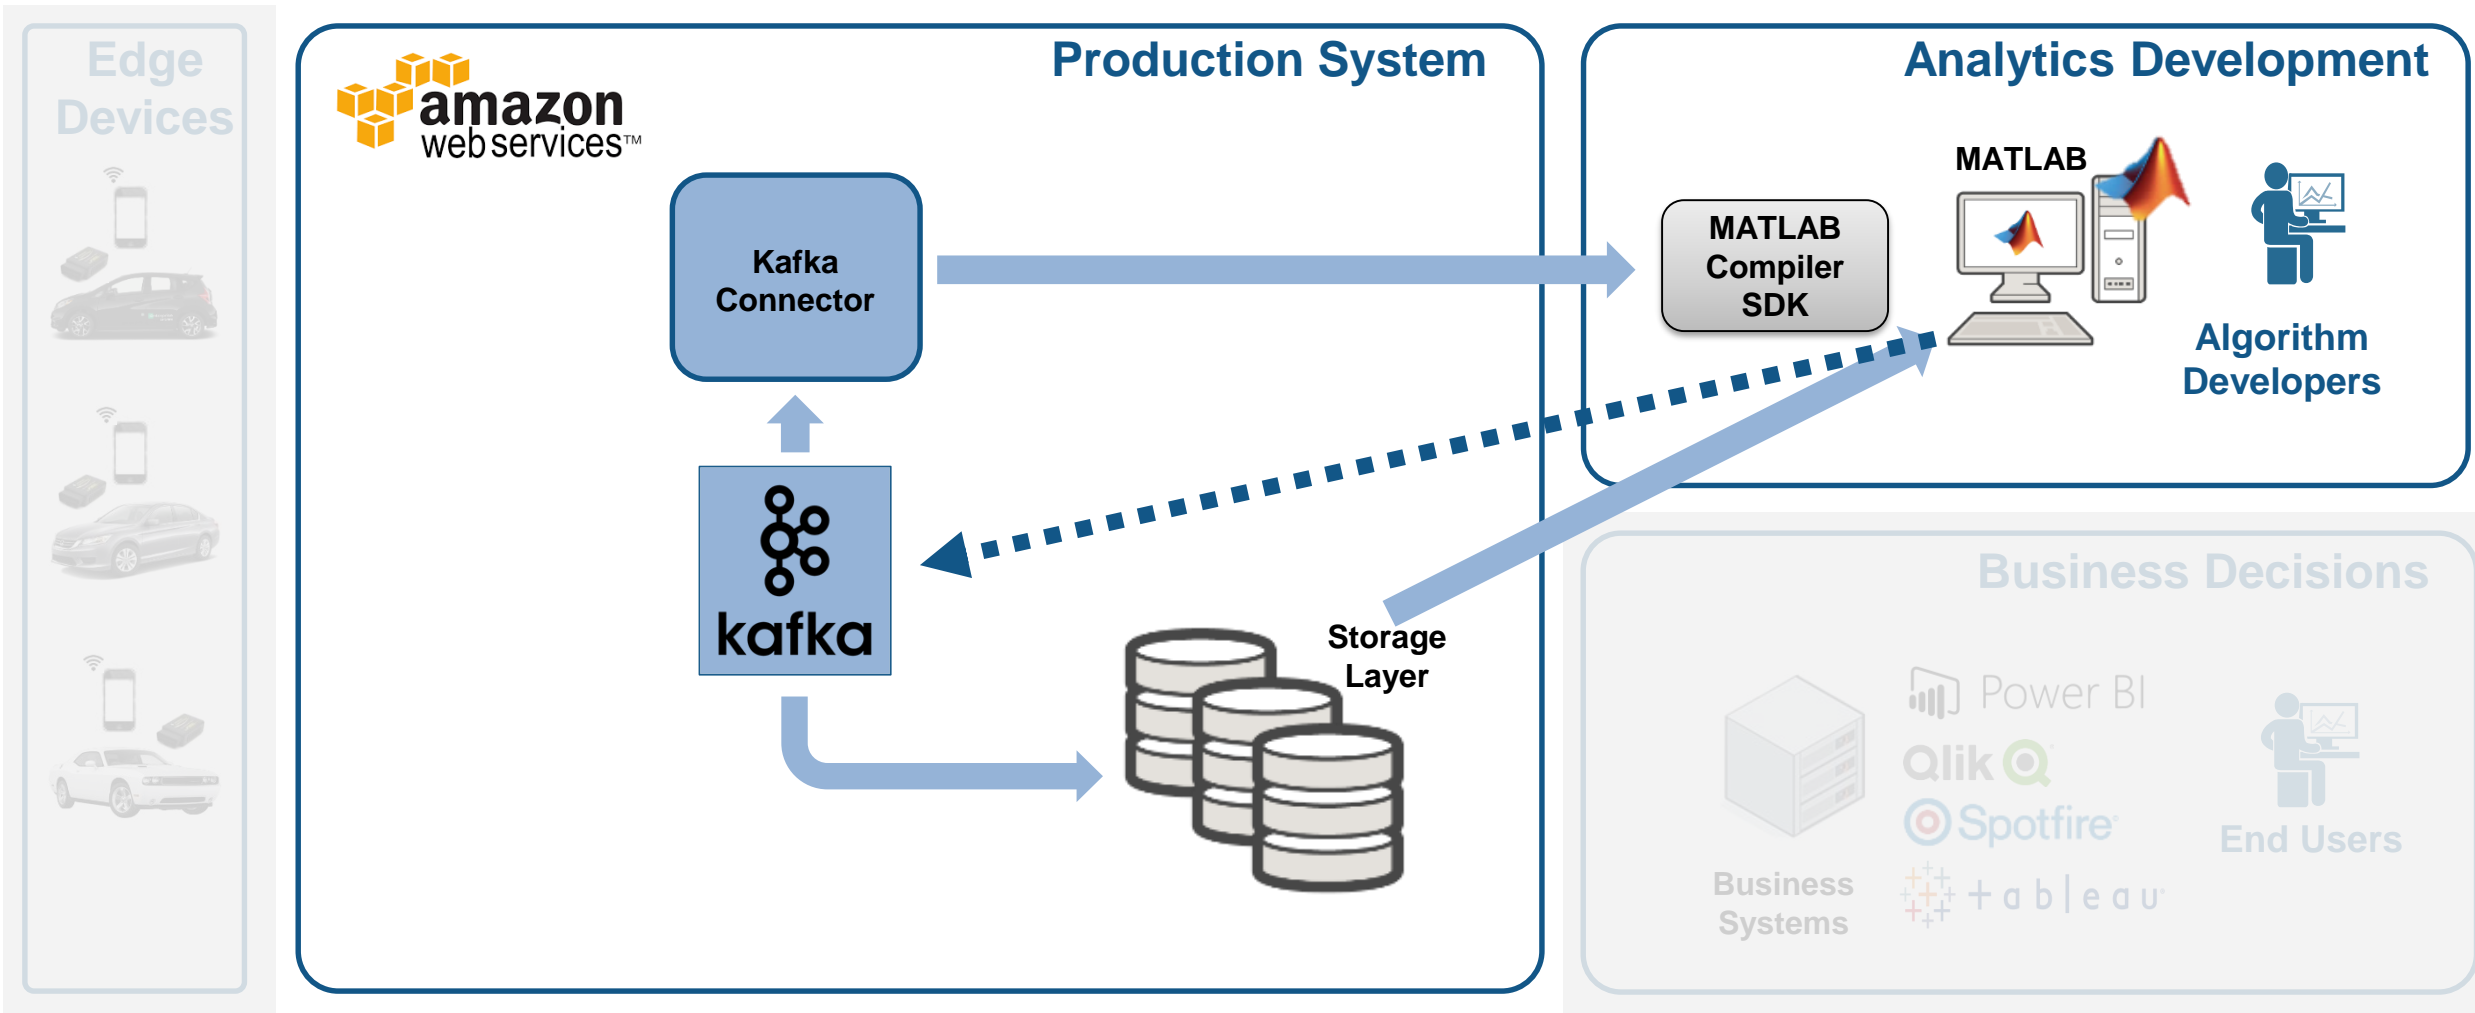 Edge
Devices
Production System
amazon
web services™
Kafka
Connector
kafka
Storage
Layer
Analytics Development
MATLAB
MATLAB
Compiler
SDK
Algorithm
Developers
Business Decisions
Power BI
Qlik
Spotfire
+ a b l e a u
Business
Systems
End Users